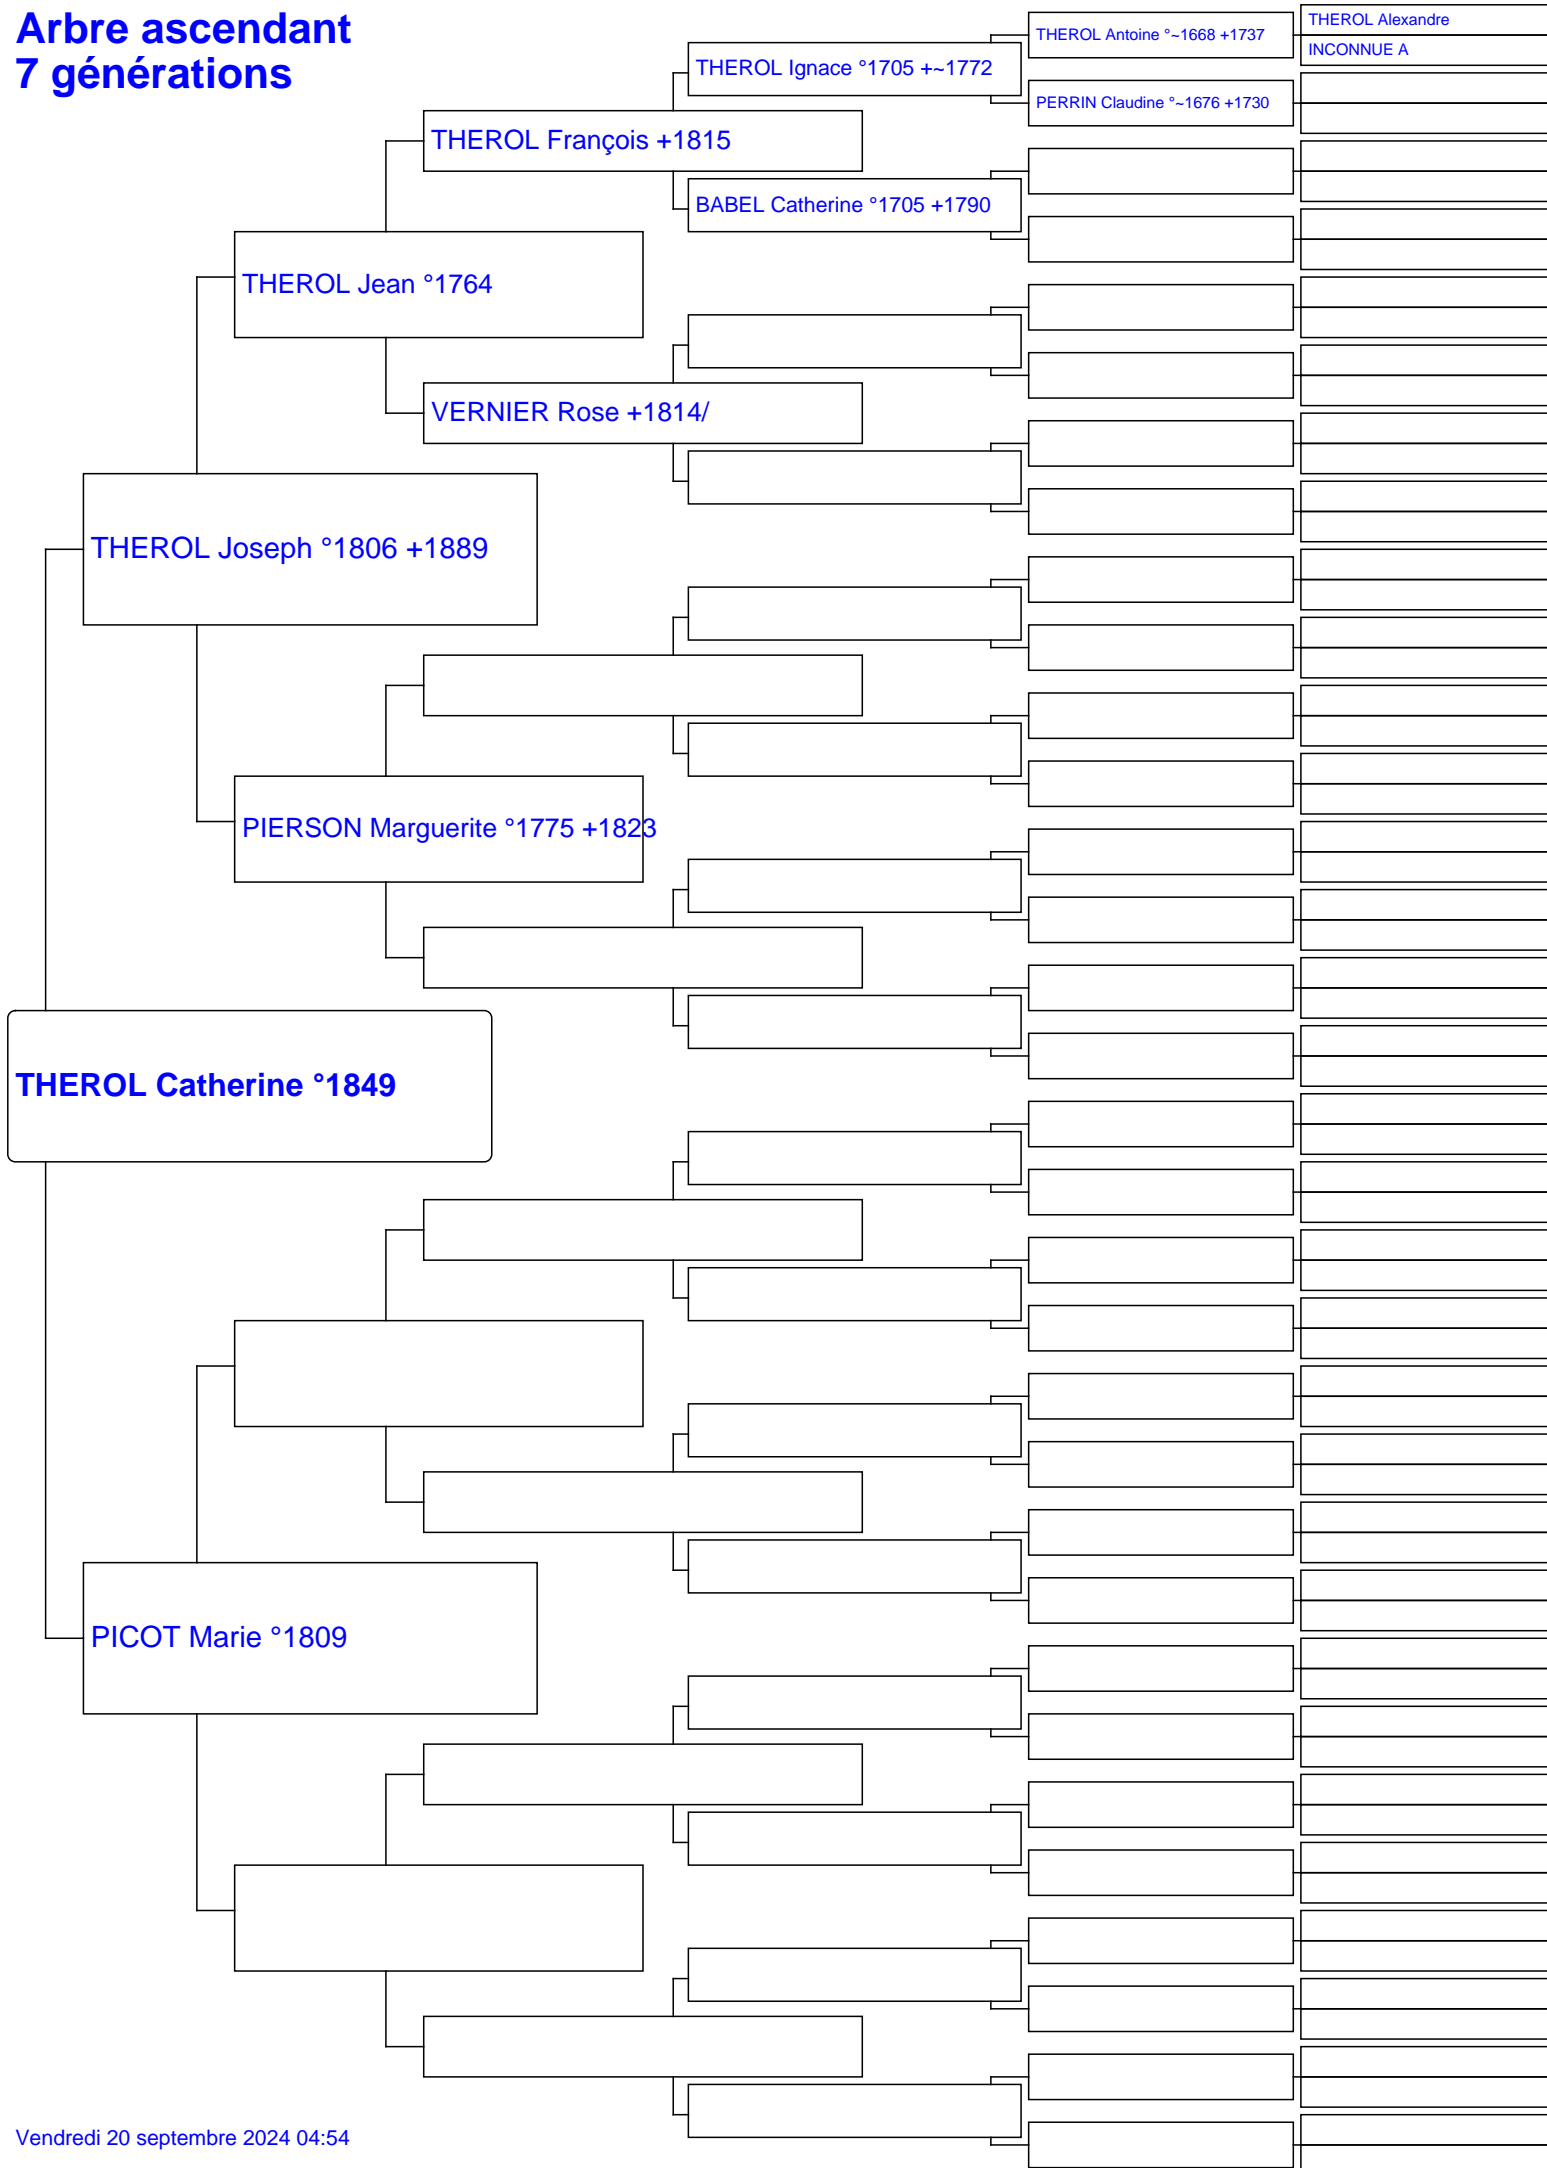 Arbre ascendant
7 générations
THEROL Alexandre
THEROL Antoine °~1668 +1737
INCONNUE A
THEROL Ignace °1705 +~1772
PERRIN Claudine °~1676 +1730
THEROL François +1815
BABEL Catherine °1705 +1790
THEROL Jean °1764
VERNIER Rose +1814/
THEROL Joseph °1806 +1889
PIERSON Marguerite °1775 +1823
THEROL Catherine °1849
PICOT Marie °1809
Vendredi 20 septembre 2024 04:54